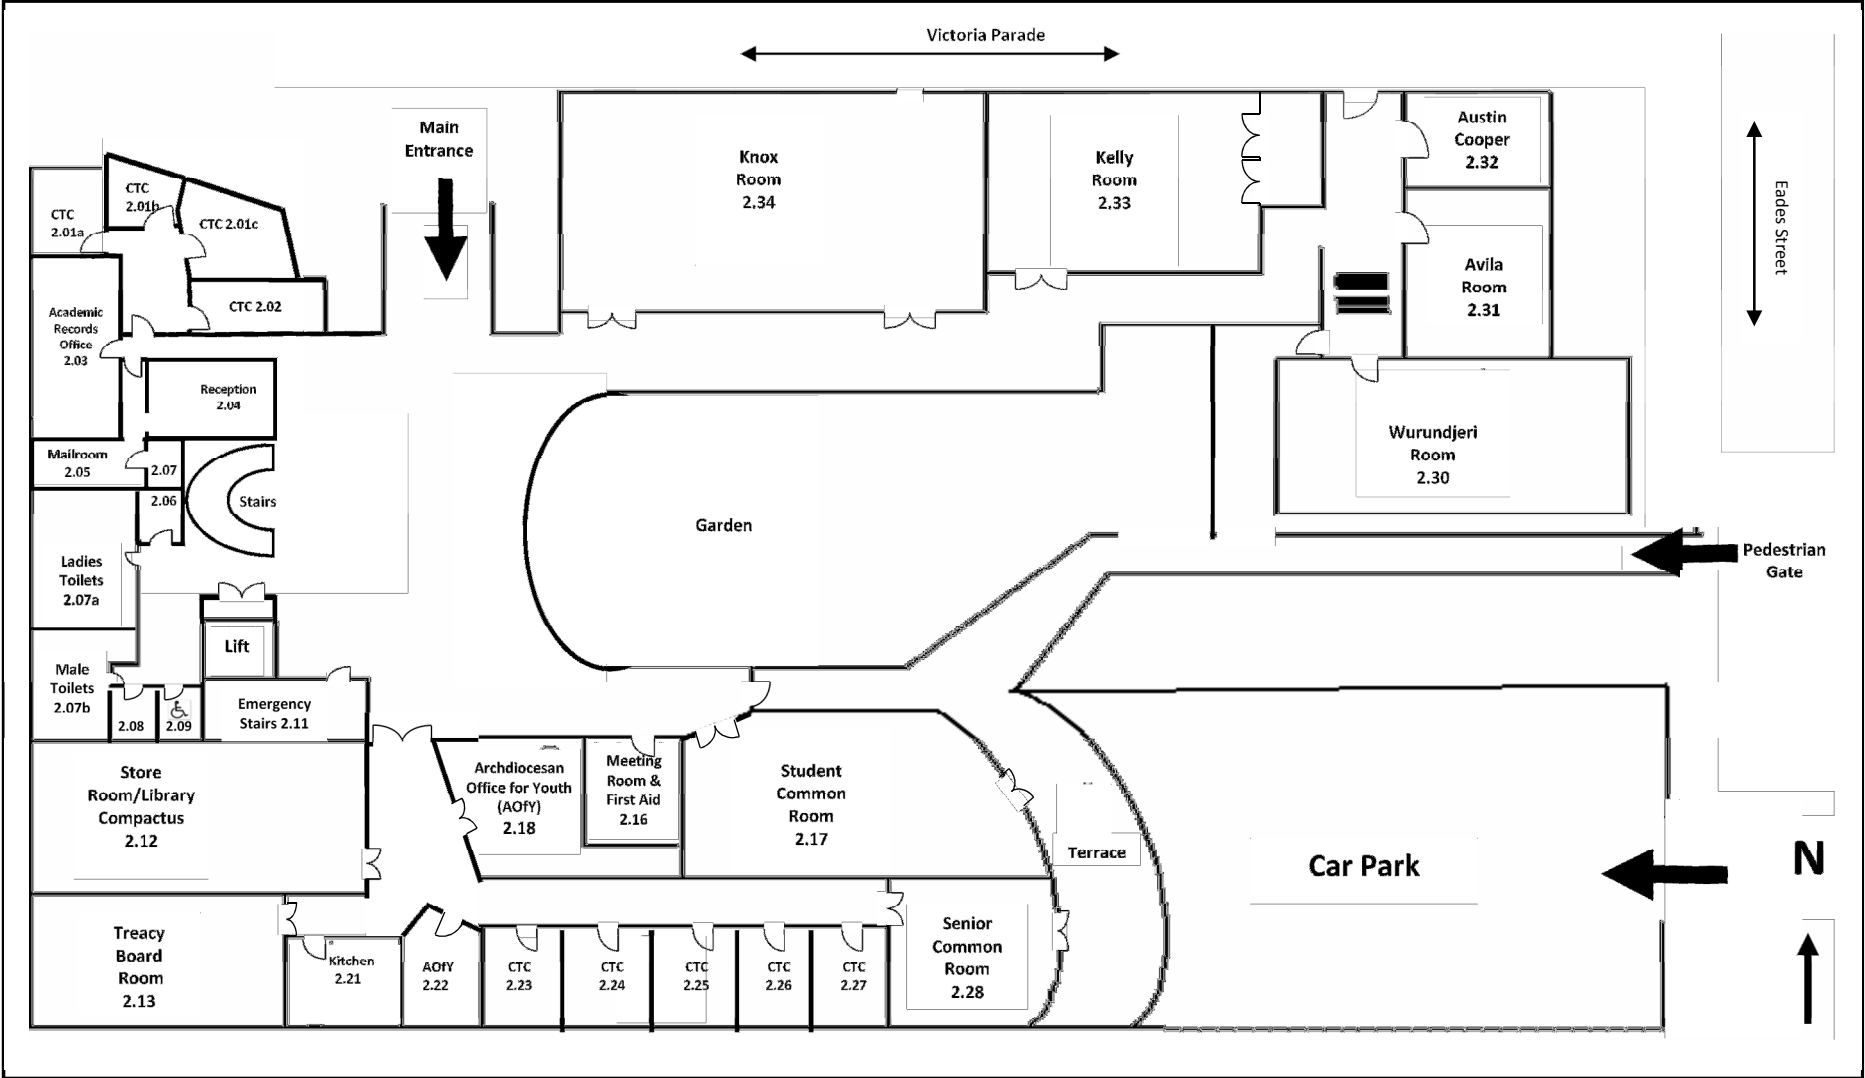 Victoria Parade
Main
Entrance
Knox
Room
2.34
Kelly
Room
2.33
Austin
Cooper
2.32
Eades Street
CTC
2.01a
CTC
2.01b
CTC 2.01c
CTC 2.02
Avila
Room
2.31
Academic
Records
Office
2.03
Reception
2.04
Mailroom
2.05
2.07
2.06
Stairs
Wurundjeri
Room
2.30
Garden
Pedestrian
Gate
Ladies
Toilets
2.07a
Lift
Male
Toilets
2.07b
2.08
2.09
Emergency
Stairs 2.11
Store
Room/Library
Compactus
2.12
Archdiocesan
Office for Youth
(AOfY)
2.18
Meeting
Room &
First Aid
2.16
Student
Common
Room
2.17
Terrace
Car Park
N
Treacy
Board
Room
2.13
Kitchen
2.21
AOfY
2.22
CTC
2.23
CTC
2.24
CTC
2.25
CTC
2.26
CTC
2.27
Senior
Common
Room
2.28